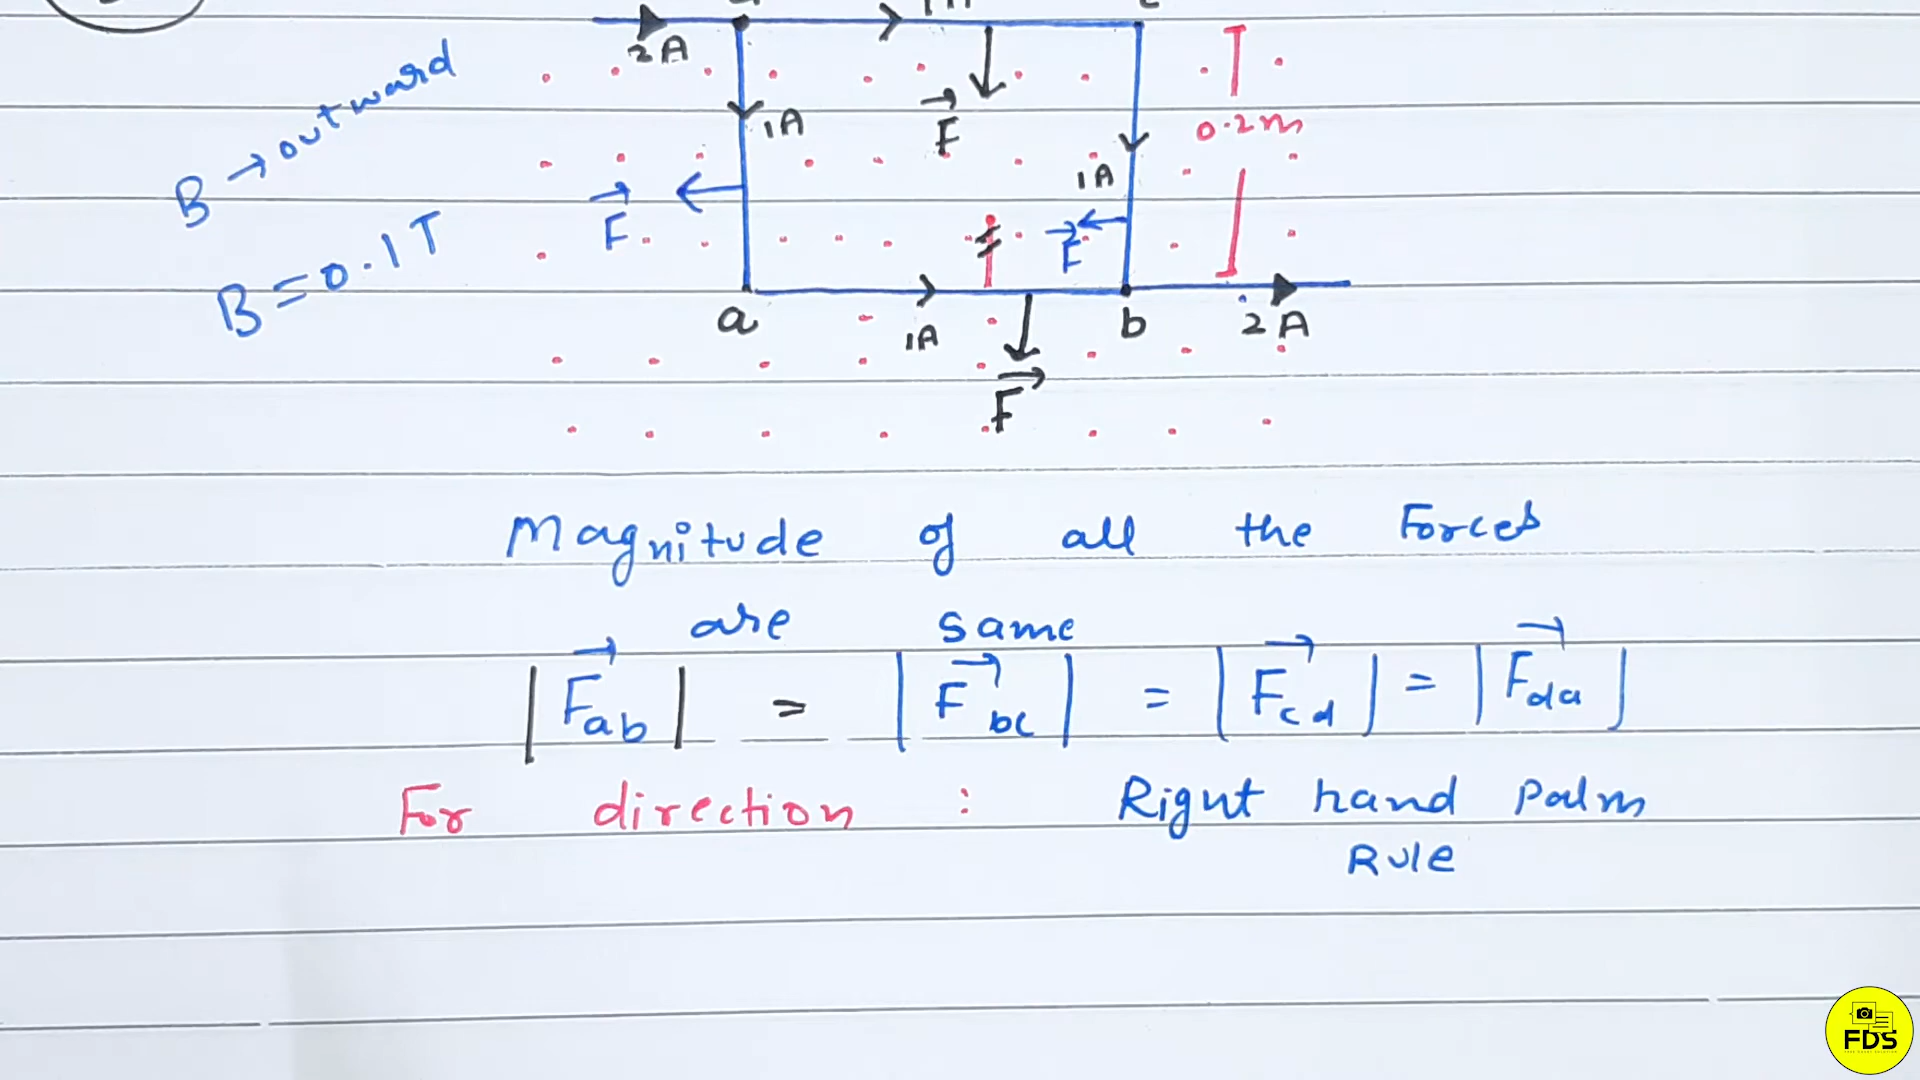 2A
B → outward
1A
F
0.2m
1A
F
F
B = 0.1T
a
1A
b
2A
F
Magnitude of all the Forces
are same
|Fab| = |Fbc| = |Fcd| = |Fda|
For direction : Right hand Palm
Rule
FDS